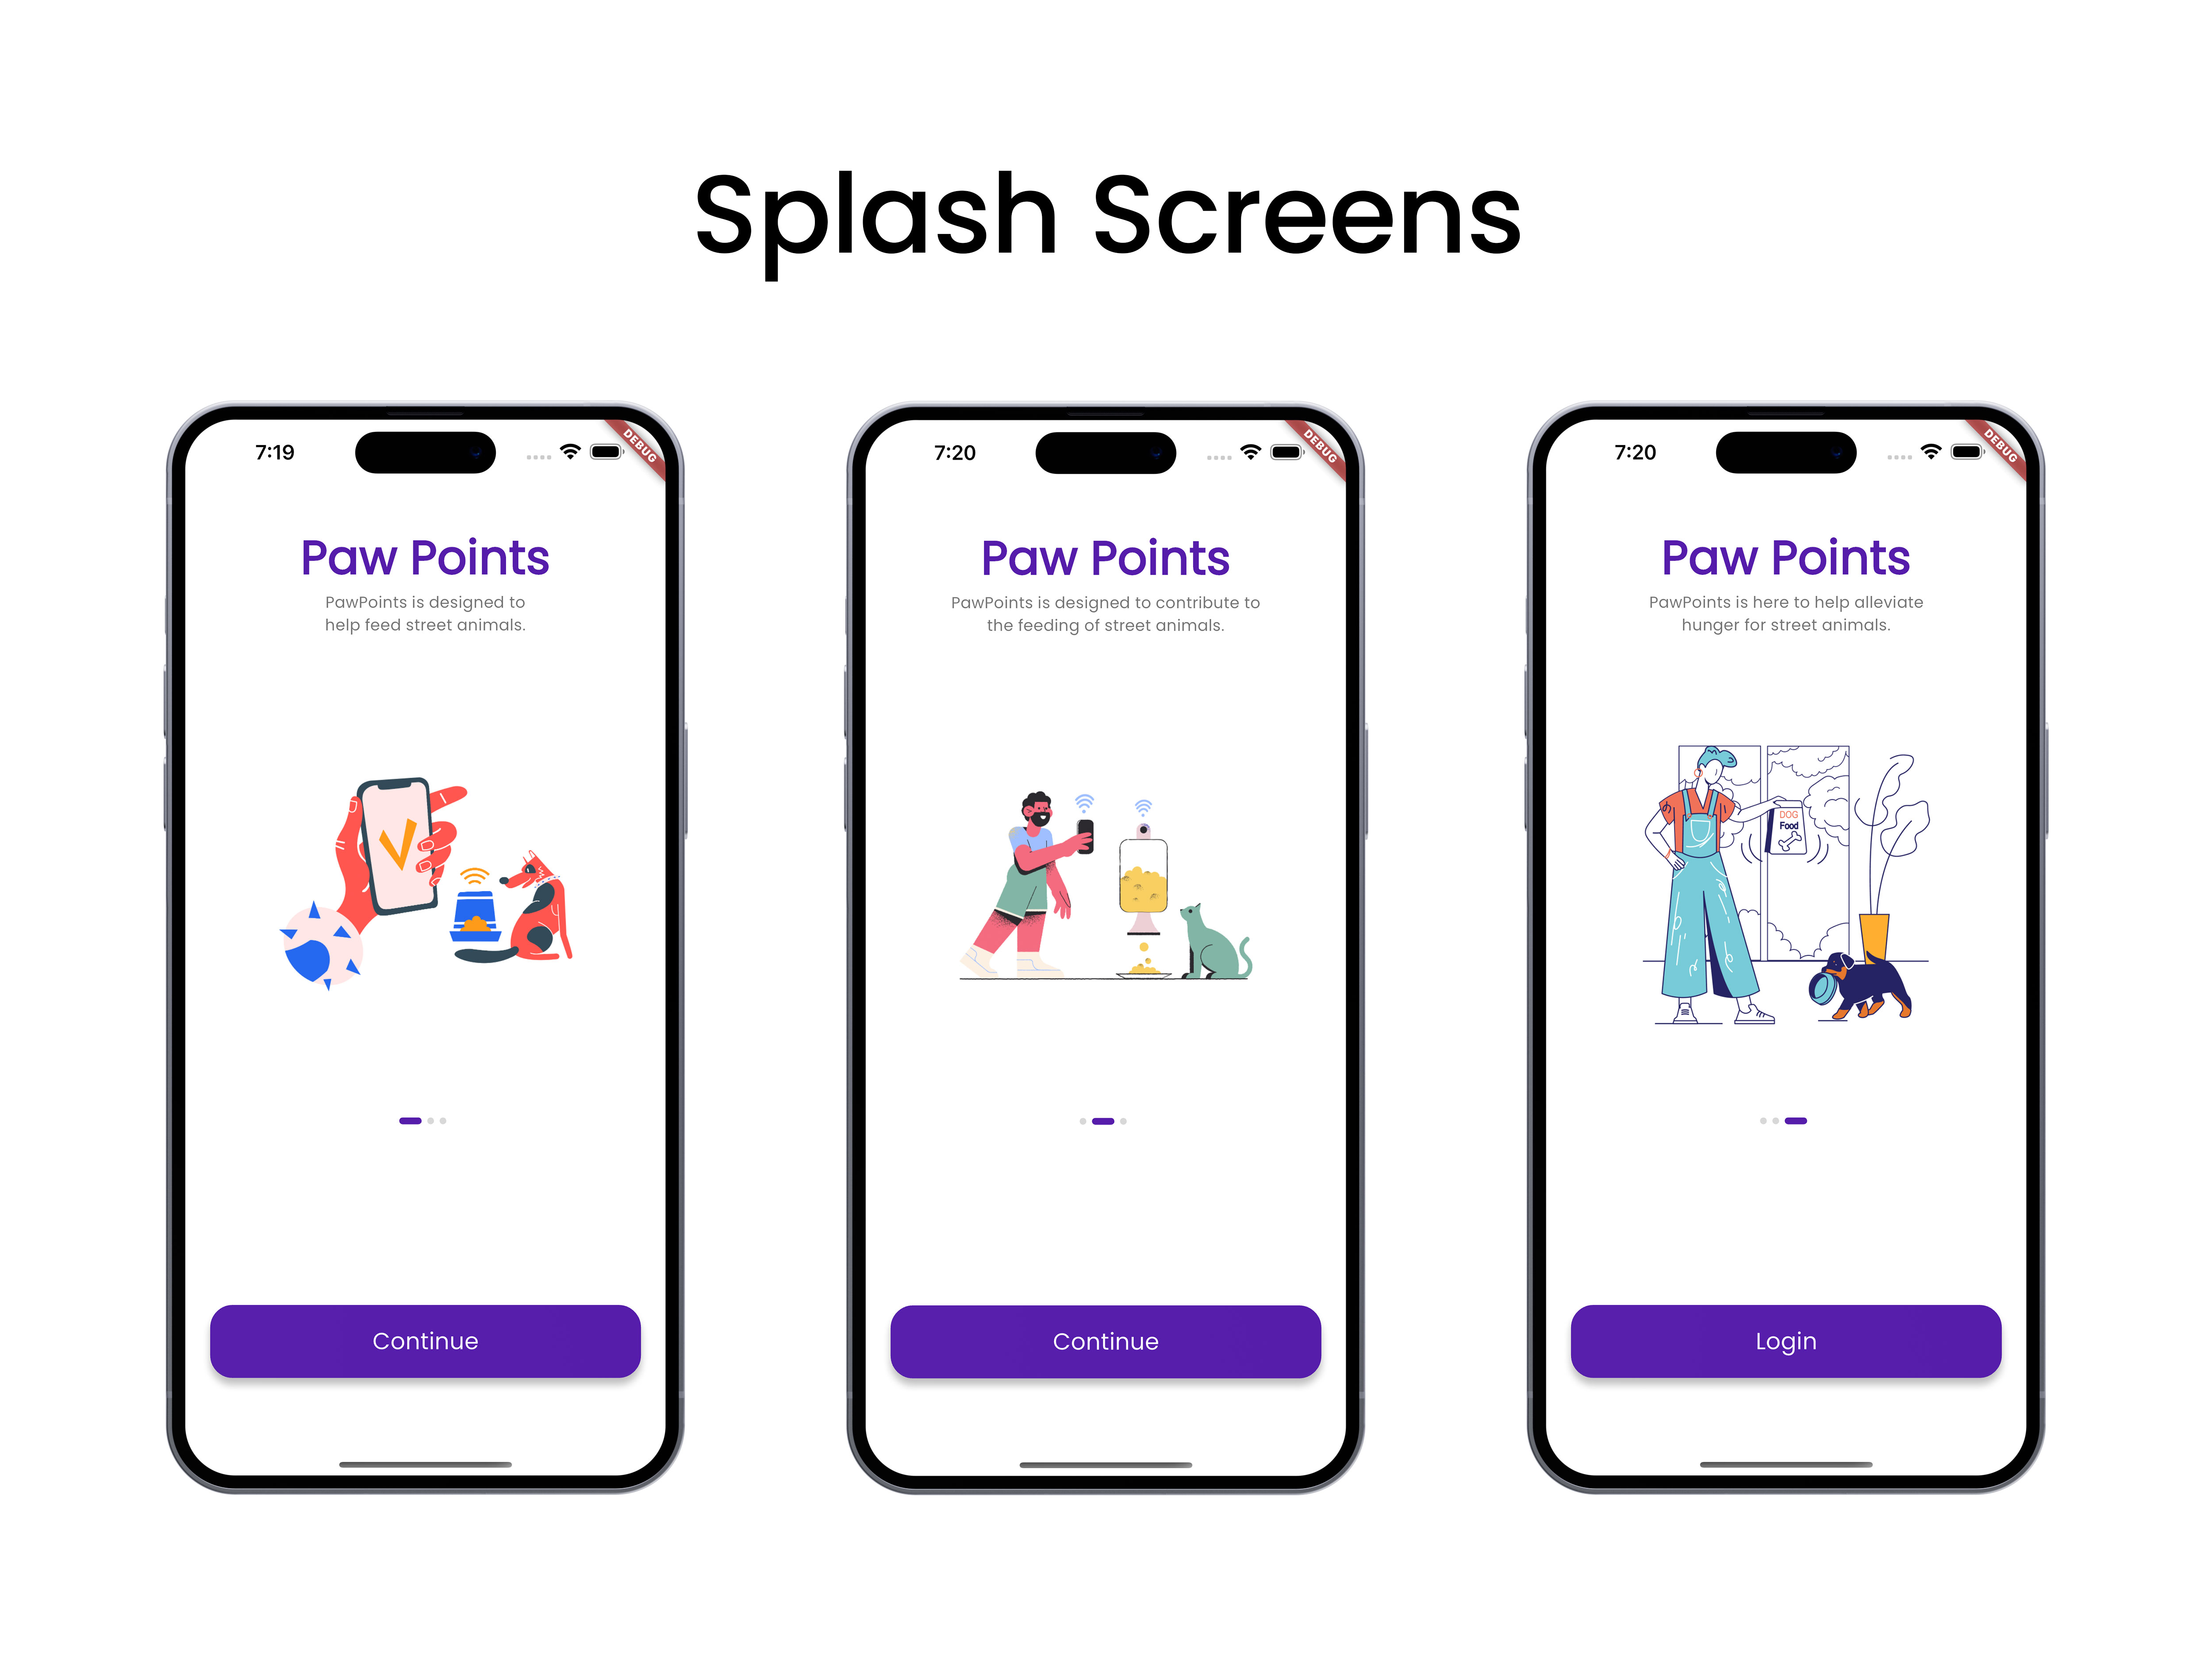 Splash Screens
7:19
DEBUG
Paw Points
PawPoints is designed to
help feed street animals.
Continue
7:20
DEBUG
Paw Points
PawPoints is designed to contribute to
the feeding of street animals.
Continue
7:20
DEBUG
Paw Points
PawPoints is here to help alleviate
hunger for street animals.
DOG
Food
Login